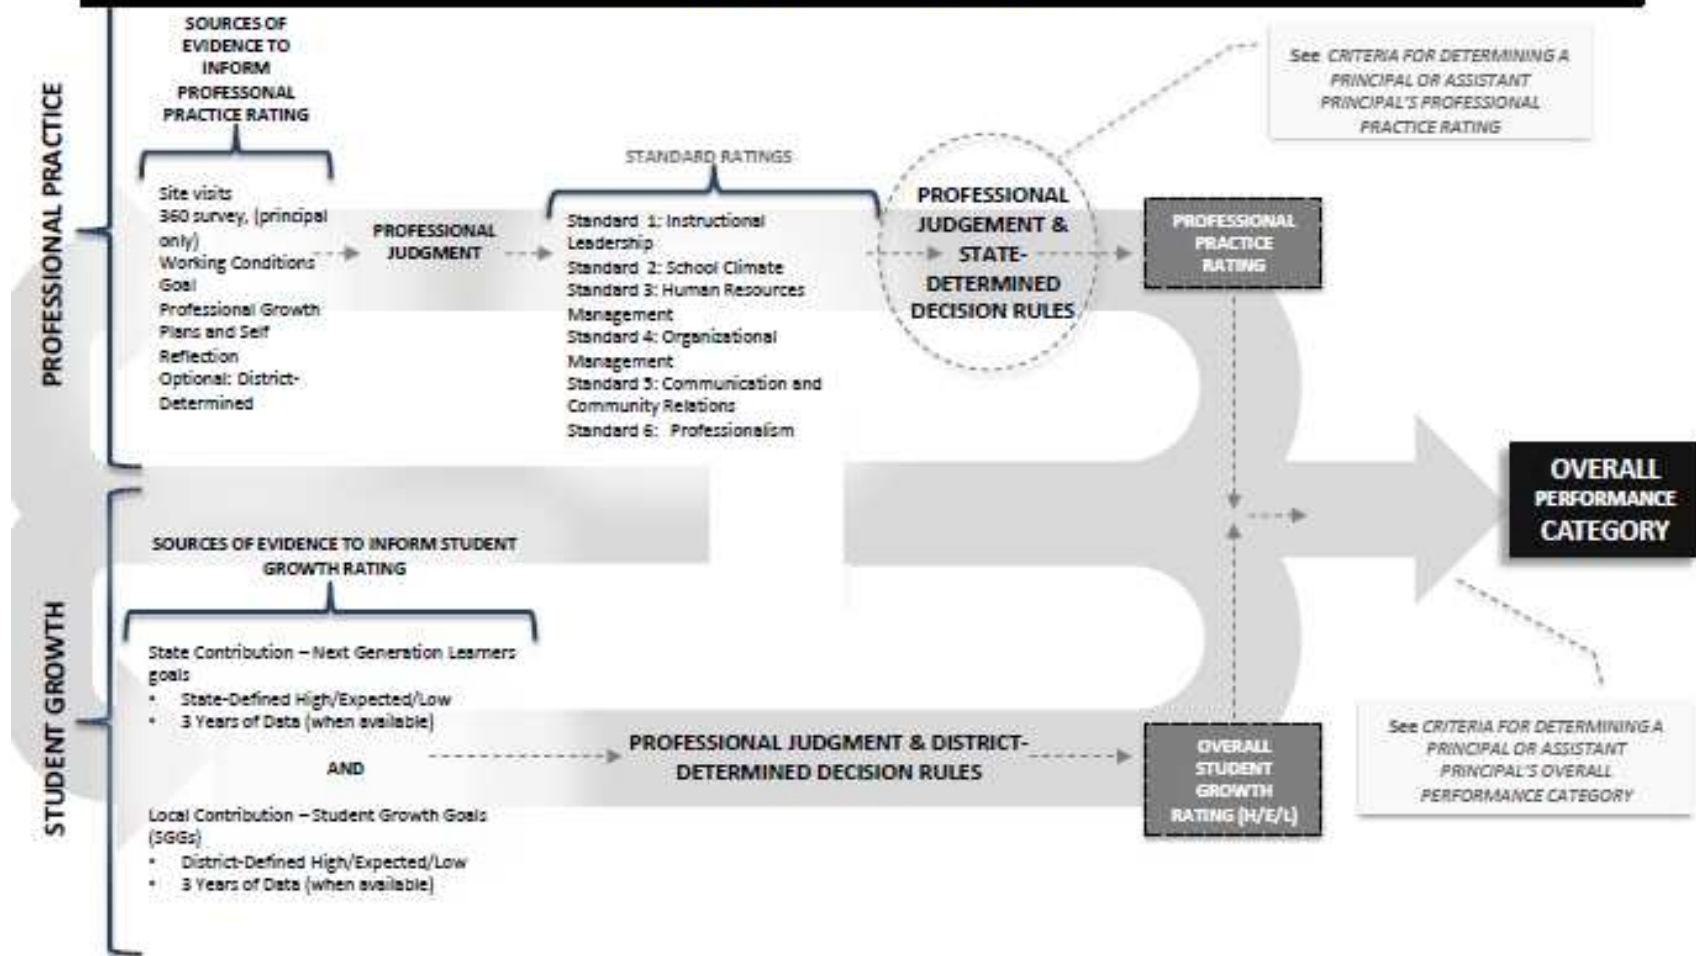 SOURCES OF
EVIDENCE TO
INFORM
PROFESSIONAL
PRACTICE RATING
PROFESSIONAL PRACTICE
Site visits
360 survey, (principal
only)
Working Conditions
Goal
Professional Growth
Plans and Self
Reflection
Optional: District-
Determined
PROFESSIONAL
JUDGMENT
STANDARD RATINGS
Standard 1: Instructional
Leadership
Standard 2: School Climate
Standard 3: Human Resources
Management
Standard 4: Organizational
Management
Standard 5: Communication and
Community Relations
Standard 6: Professionalism
PROFESSIONAL
JUDGEMENT &
STATE-
DETERMINED
DECISION RULES
See CRITERIA FOR DETERMINING A
PRINCIPAL OR ASSISTANT
PRINCIPAL'S PROFESSIONAL
PRACTICE RATING
PROFESSIONAL
PRACTICE
RATING
OVERALL
PERFORMANCE
CATEGORY
STUDENT GROWTH
SOURCES OF EVIDENCE TO INFORM STUDENT
GROWTH RATING
State Contribution – Next Generation Learners
goals
• State-Defined High/Expected/Low
• 3 Years of Data (when available)
AND
Local Contribution – Student Growth Goals
(SGGs)
• District-Defined High/Expected/Low
• 3 Years of Data (when available)
PROFESSIONAL JUDGMENT & DISTRICT-
DETERMINED DECISION RULES
OVERALL
STUDENT
GROWTH
RATING (H/E/L)
See CRITERIA FOR DETERMINING A
PRINCIPAL OR ASSISTANT
PRINCIPAL'S OVERALL
PERFORMANCE CATEGORY